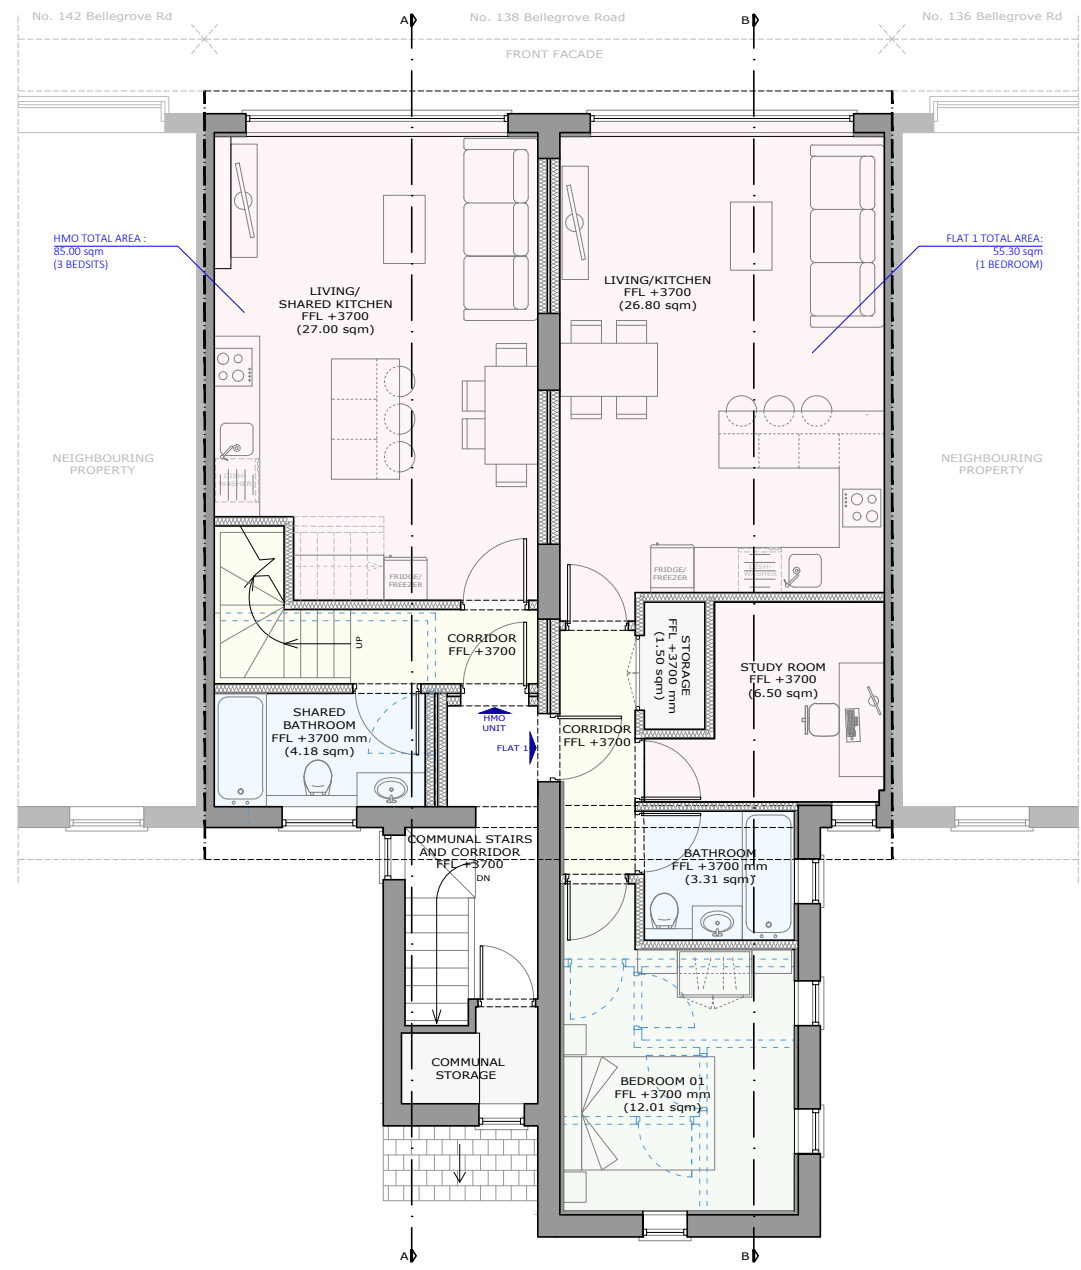 No. 142 Bellegrove Rd
A
No. 138 Bellegrove Road
B
No. 136 Bellegrove Rd
FRONT FACADE
HMO TOTAL AREA :
85.00 sqm
(3 BEDSITS)
FLAT 1 TOTAL AREA:
55.30 sqm
(1 BEDROOM)
LIVING/
SHARED KITCHEN
FFL +3700
(27.00 sqm)
LIVING/KITCHEN
FFL +3700
(26.80 sqm)
NEIGHBOURING
PROPERTY
NEIGHBOURING
PROPERTY
DISH-
WASHER
FRIDGE/
FREEZER
FRIDGE/
FREEZER
DISH-
WASHER
UP
CORRIDOR
FFL +3700
STORAGE
FFL +3700 mm
(1.50 sqm)
STUDY ROOM
FFL +3700
(6.50 sqm)
SHARED
BATHROOM
FFL +3700 mm
(4.18 sqm)
HMO
UNIT
FLAT 1
CORRIDOR
FFL +3700
COMMUNAL STAIRS
AND CORRIDOR
FFL +3700
DN
BATHROOM
FFL +3700 mm
(3.31 sqm)
COMMUNAL
STORAGE
BEDROOM 01
FFL +3700 mm
(12.01 sqm)
A
B